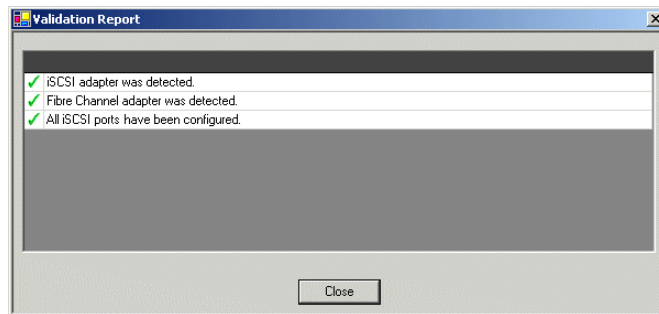 Validation Report
iSCSI adapter was detected.
Fibre Channel adapter was detected.
All iSCSI ports have been configured.
Close